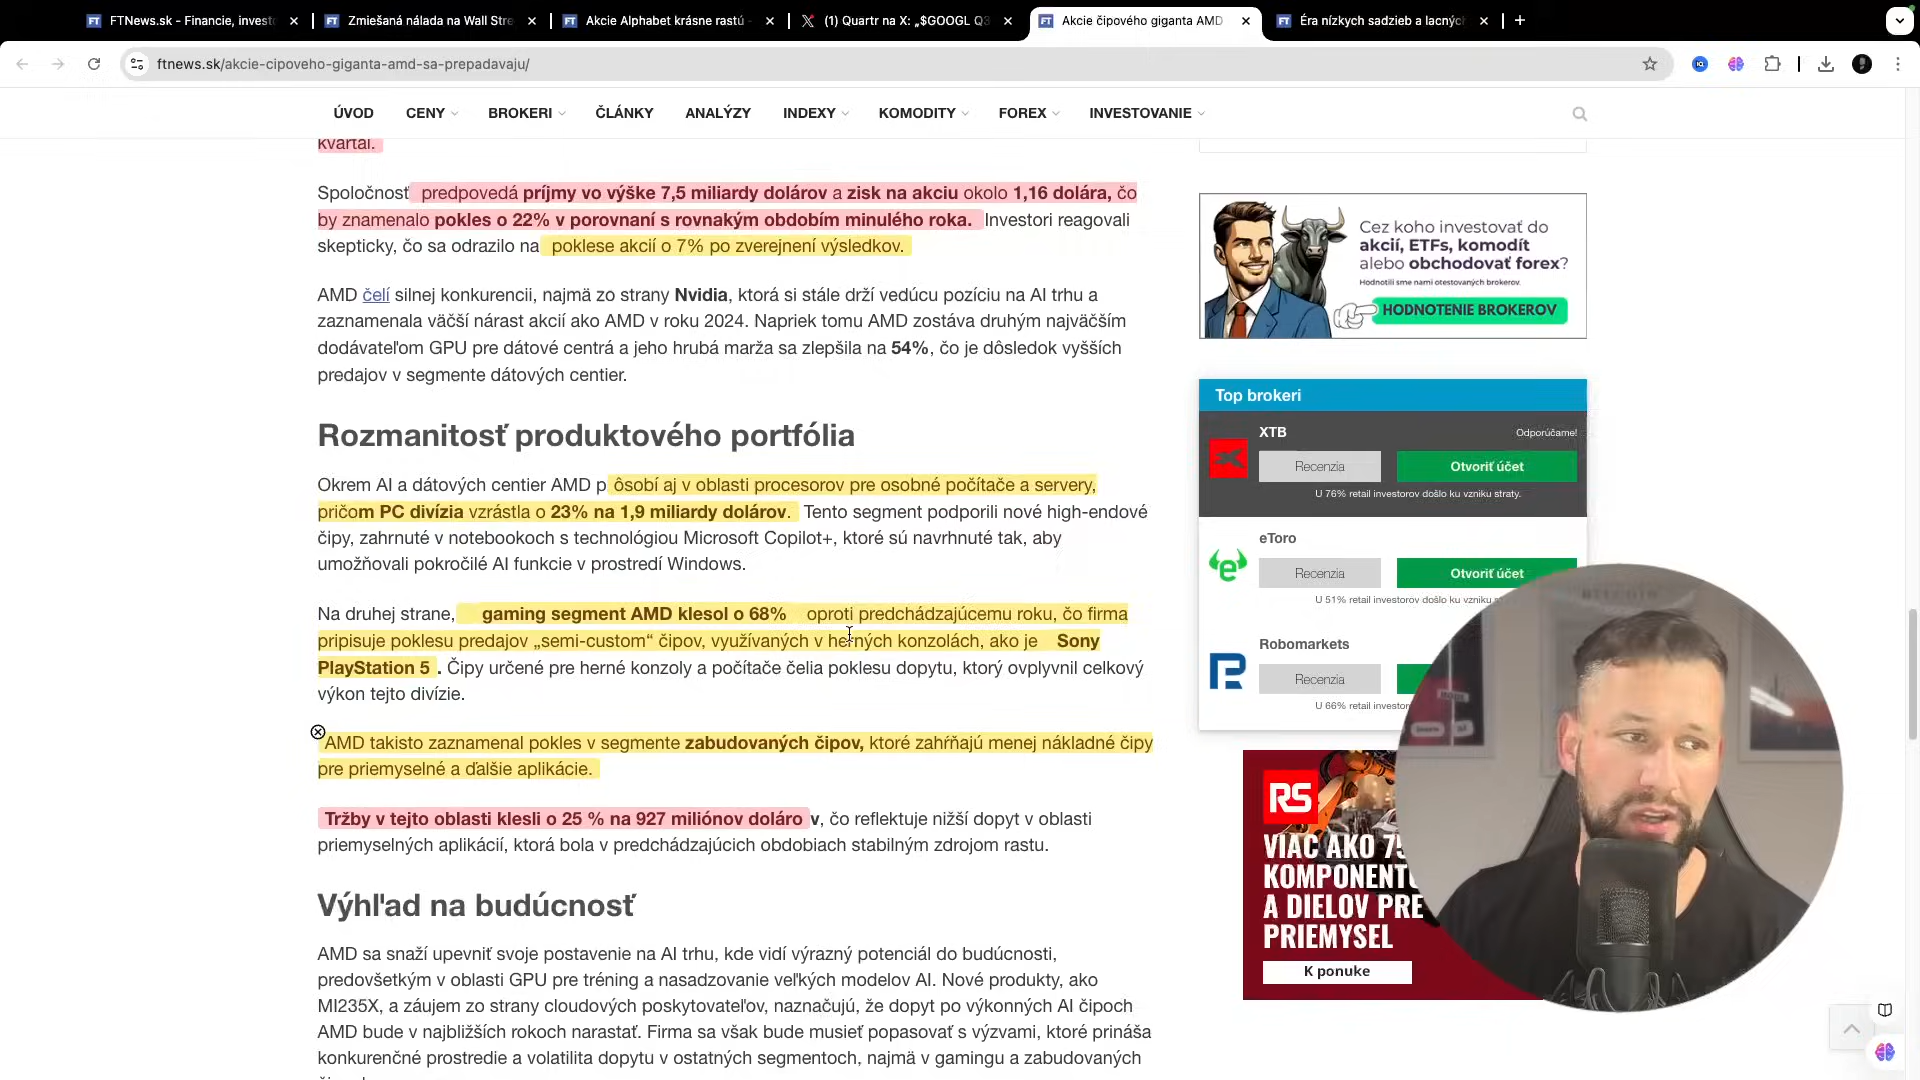 FTNews.sk - Financie, invest
Zmiešaná nálada na Wall Stre
Akcie Alphabet krásne rastú -
(1) Quartr na X: „$GOOGL Q3
Akcie čipového giganta AMD
Éra nízkych sadzieb a lacných
ftnews.sk/akcie-cipoveho-giganta-amd-sa-prepadavaju/
ÚVOD CENY BROKERI ČLÁNKY ANALÝZY INDEXY KOMODITY FOREX INVESTOVANIE
kvartál.
Spoločnosť predpovedá príjmy vo výške 7,5 miliardy dolárov a zisk na akciu okolo 1,16 dolára, čo
by znamenalo pokles o 22% v porovnaní s rovnakým obdobím minulého roka. Investori reagovali
skepticky, čo sa odrazilo na poklese akcií o 7% po zverejnení výsledkov.
AMD čelí silnej konkurencii, najmä zo strany Nvidia, ktorá si stále drží vedúcu pozíciu na AI trhu a
zaznamenala väčší nárast akcií ako AMD v roku 2024. Napriek tomu AMD zostáva druhým najväčším
dodávateľom GPU pre dátové centrá a jeho hrubá marža sa zlepšila na 54%, čo je dôsledok vyšších
predajov v segmente dátových centier.
Rozmanitosť produktového portfólia
Okrem AI a dátových centier AMD pôsobí aj v oblasti procesorov pre osobné počítače a servery,
pričom PC divízia vzrástla o 23% na 1,9 miliardy dolárov. Tento segment podporili nové high-endové
čipy, zahrnuté v notebookoch s technológiou Microsoft Copilot+, ktoré sú navrhnuté tak, aby
umožňovali pokročilé AI funkcie v prostredí Windows.
Na druhej strane, gaming segment AMD klesol o 68% oproti predchádzajúcemu roku, čo firma
pripisuje poklesu predajov „semi-custom“ čipov, využívaných v herných konzolách, ako je Sony
PlayStation 5. Čipy určené pre herné konzoly a počítače čelia poklesu dopytu, ktorý ovplyvnil celkový
výkon tejto divízie.
AMD takisto zaznamenal pokles v segmente zabudovaných čipov, ktoré zahŕňajú menej nákladné čipy
pre priemyselné a ďalšie aplikácie.
Tržby v tejto oblasti klesli o 25 % na 927 miliónov dolárov, čo reflektuje nižší dopyt v oblasti
priemyselných aplikácií, ktorá bola v predchádzajúcich obdobiach stabilným zdrojom rastu.
Výhľad na budúcnosť
AMD sa snaží upevniť svoje postavenie na AI trhu, kde vidí výrazný potenciál do budúcnosti,
predovšetkým v oblasti GPU pre tréning a nasadzovanie veľkých modelov AI. Nové produkty, ako
MI235X, a záujem zo strany cloudových poskytovateľov, naznačujú, že dopyt po výkonných AI čipoch
AMD bude v najbližších rokoch narastať. Firma sa však bude musieť popasovať s výzvami, ktoré prináša
konkurenčné prostredie a volatilita dopytu v ostatných segmentoch, najmä v gamingu a zabudovaných
Cez koho investovať do
akcií, ETFs, komodít
alebo obchodovať forex?
Hodnotili sme nami otestovaných brokerov.
HODNOTENIE BROKEROV
Top brokeri
XTB
Odporúčame!
Recenzia Otvoriť účet
U 76% retail investorov došlo ku vzniku straty.
eToro
Recenzia Otvoriť účet
U 51% retail investorov došlo ku vzniku
Robomarkets
Recenzia
U 66% retail investor
RS
VIAC AKO 75
KOMPONENTO
A DIELOV PRE
PRIEMYSEL
K ponuke